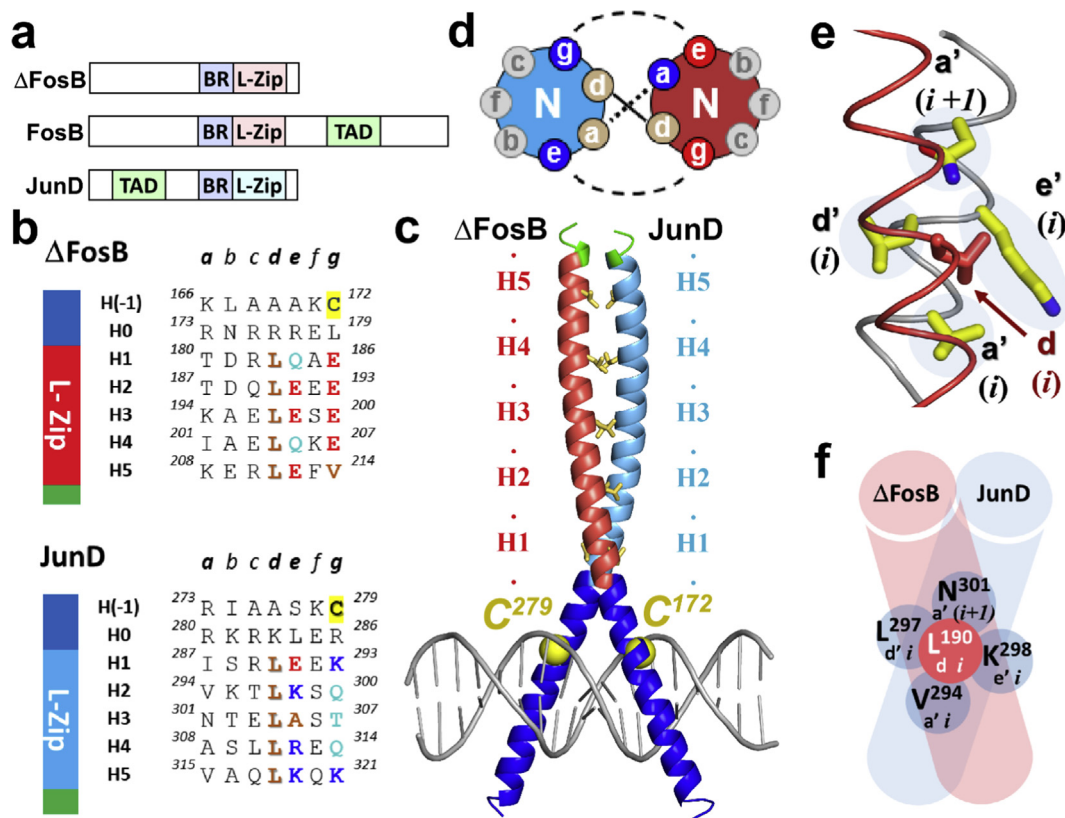 a
ΔFosB BR L-Zip
FosB BR L-Zip TAD
JunD TAD BR L-Zip
b
ΔFosB
a b c d e f g
L- Zip
H(-1) 166 K L A A A K C 172
H0 173 R N R R R E L 179
H1 180 T D R L Q A E 186
H2 187 T D Q L E E E 193
H3 194 K A E L E S E 200
H4 201 I A E L Q K E 207
H5 208 K E R L E F V 214
JunD
a b c d e f g
L-Zip
H(-1) 273 R I A A S K C 279
H0 280 R K R K L E R 286
H1 287 I S R L E E K 293
H2 294 V K T L K S Q 300
H3 301 N T E L A S T 307
H4 308 A S L L R E Q 314
H5 315 V A Q L K Q K 321
c
ΔFosB JunD
H5 H5
H4 H4
H3 H3
H2 H2
H1 H1
C279 C172
d
c g e b
d a
f N N f
a d
b e g c
e
a'
(i +1)
e'
(i)
d'
(i)
a'
(i)
d
(i)
f
ΔFosB JunD
N301
a' (i+1)
L297
d' i
L190
d i
K298
e' i
V294
a' i